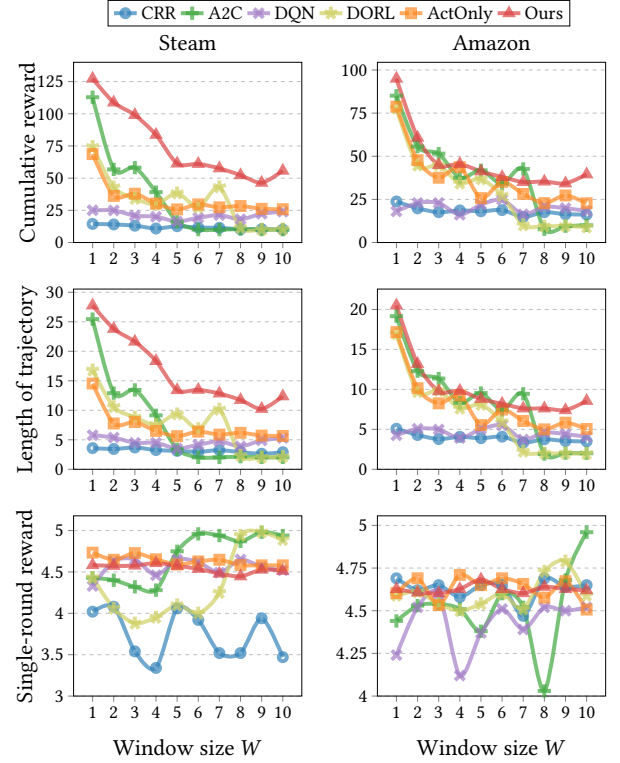 CRR A2C DQN DORL ActOnly Ours
Steam
Amazon
Cumulative reward
125
100
75
50
25
0
1 2 3 4 5 6 7 8 9 10
100
75
50
25
0
1 2 3 4 5 6 7 8 9 10
Length of trajectory
30
25
20
15
10
5
0
1 2 3 4 5 6 7 8 9 10
20
15
10
5
0
1 2 3 4 5 6 7 8 9 10
Single-round reward
5
4.5
4
3.5
3
1 2 3 4 5 6 7 8 9 10
5
4.75
4.5
4.25
4
1 2 3 4 5 6 7 8 9 10
Window size W
Window size W